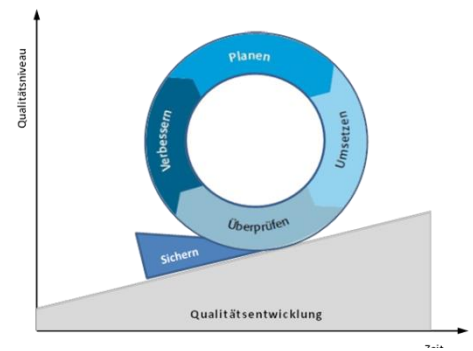 Qualitätsniveau
Planen
Umsetzen
Verbessern
Überprüfen
Sichern
Qualitätsentwicklung
Zeit